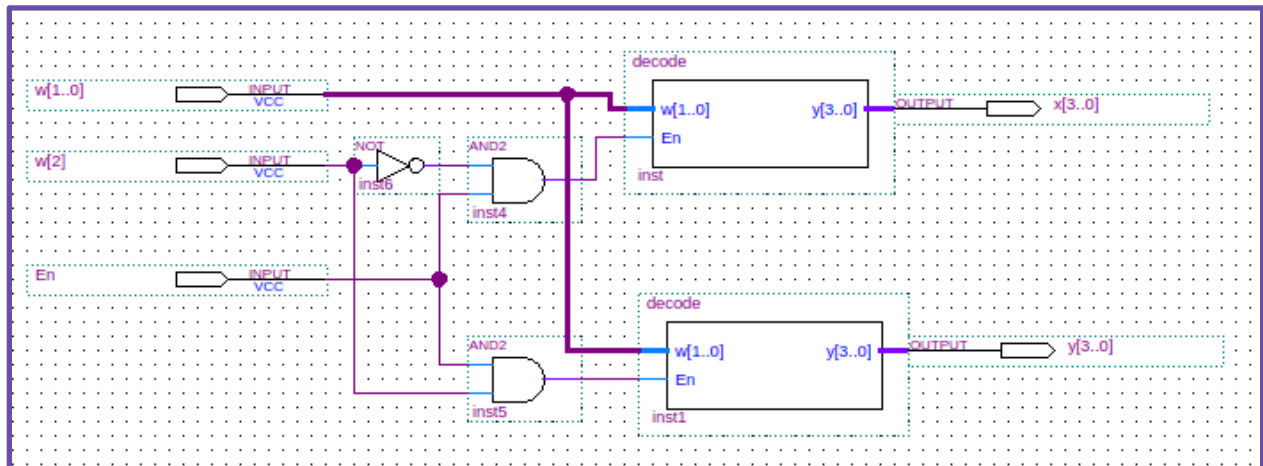 decode
w[1..0]
INPUT
VCC
w[1..0]
y[3..0]
OUTPUT
x[3..0]
En
inst
w[2]
INPUT
VCC
NOT
inst6
AND2
inst4
En
INPUT
VCC
decode
w[1..0]
y[3..0]
OUTPUT
y[3..0]
En
inst1
AND2
inst5